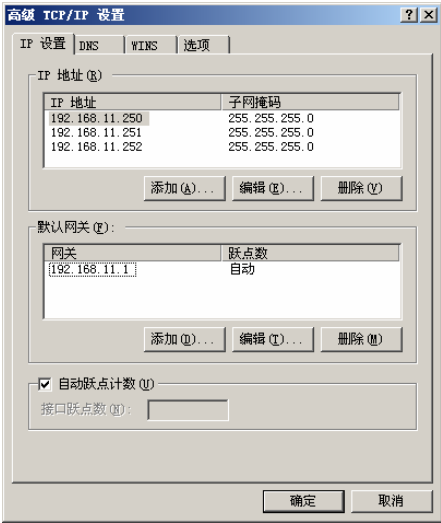 高级 TCP/IP 设置
IP 设置 DNS WINS 选项
IP 地址(R)
IP 地址 子网掩码
192.168.11.250 255.255.255.0
192.168.11.251 255.255.255.0
192.168.11.252 255.255.255.0
添加(A)... 编辑(E)... 删除(V)
默认网关(F):
网关 跃点数
192.168.11.1 自动
添加(D)... 编辑(T)... 删除(M)
自动跃点计数(U)
接口跃点数(N):
确定 取消